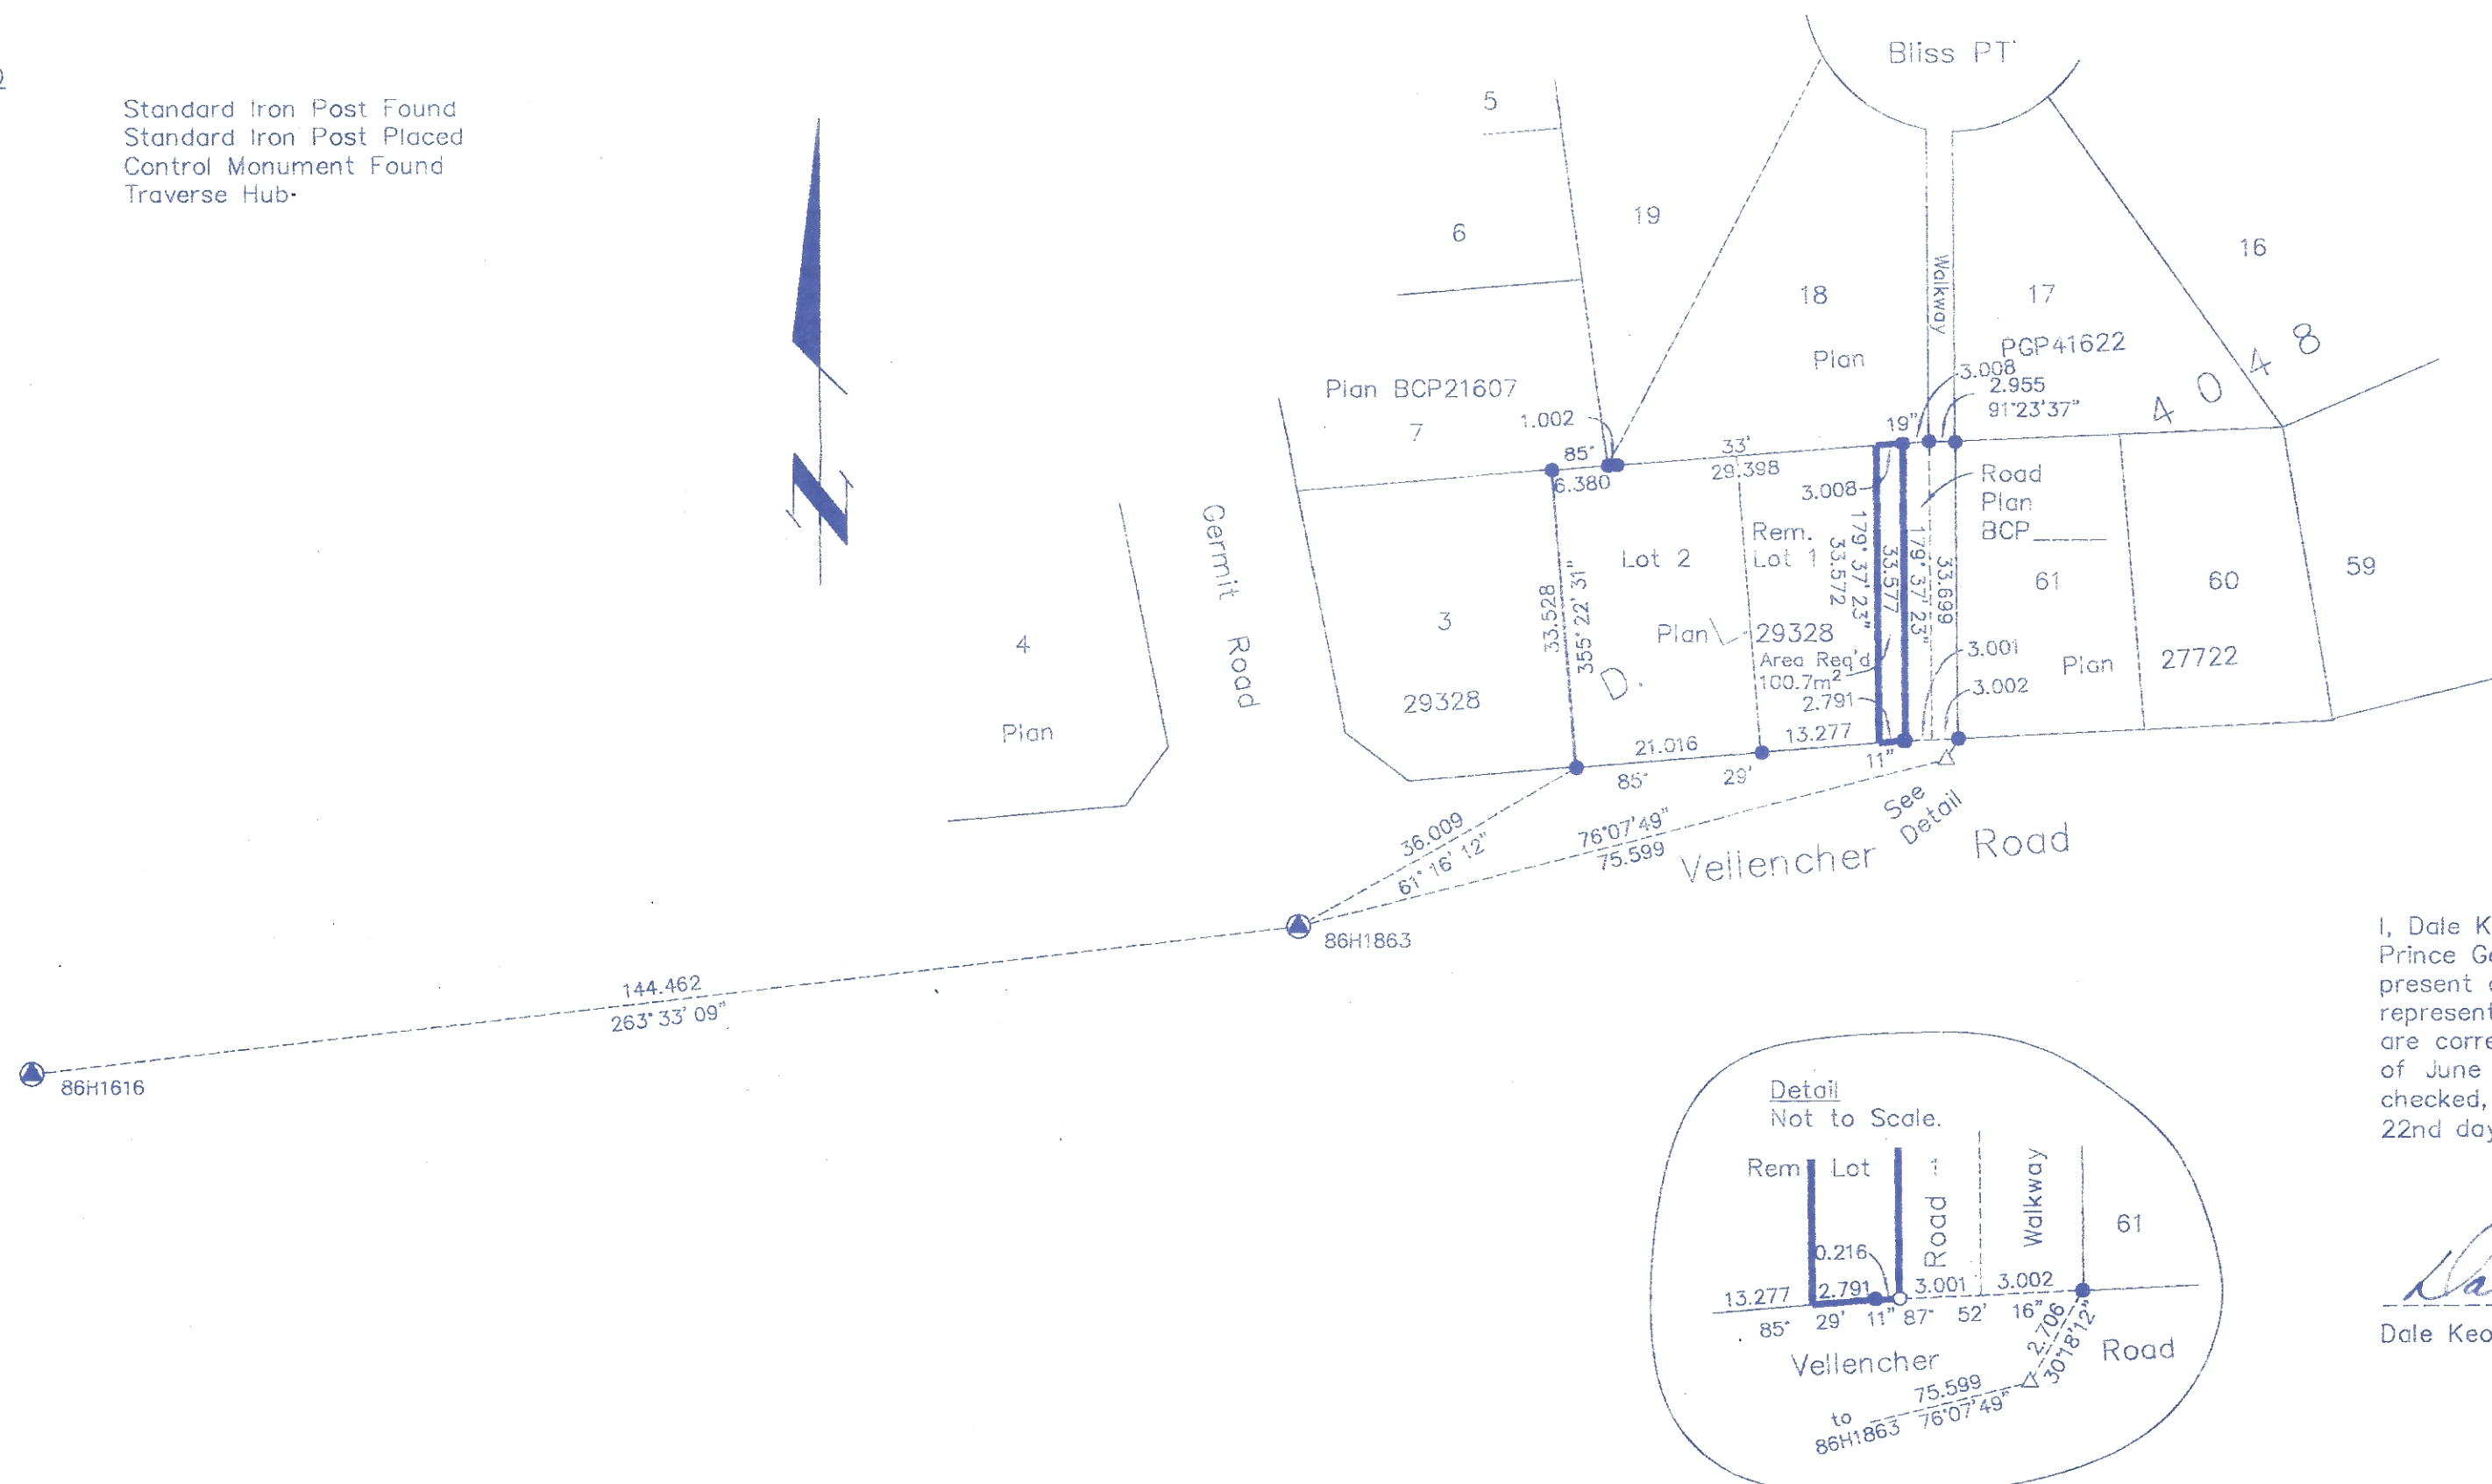 Standard Iron Post Found
Standard Iron Post Placed
Control Monument Found
Traverse Hub
Bliss PT
5
6
19
18
Plan
Walkway
17
PGP41622
16
4 0 4 8
Plan BCP21607
7
1.002
85°
6.380
33'
29.398
19"
3.008
2.955
91°23'37"
3.008
Road
Plan
BCP_____
Germit Road
4
Plan
3
29328
33.528
355° 22' 31"
Lot 2
Rem.
Lot 1
D.
Plan 29328
Area Req'd
100.7m²
2.791
33.572
179° 37' 23"
33.577
179° 37' 23"
33.699
3.001
3.002
61
Plan
27722
60
59
21.016
13.277
85° 29' 11"
36.009
61° 16' 12"
76°07'49"
75.599
See
Detail
Vellencher Road
86H1863
144.462
263° 33' 09"
86H1616
I, Dale K
Prince Ge
present
represent
are corre
of June
checked,
22nd day
Dale Keo
Detail
Not to Scale.
Rem Lot 1
Road
Walkway
61
0.216
13.277 2.791 3.001 3.002
85° 29' 11" 87° 52' 16"
2.706
30°18'12"
Vellencher Road
75.599
76°07'49"
to
86H1863